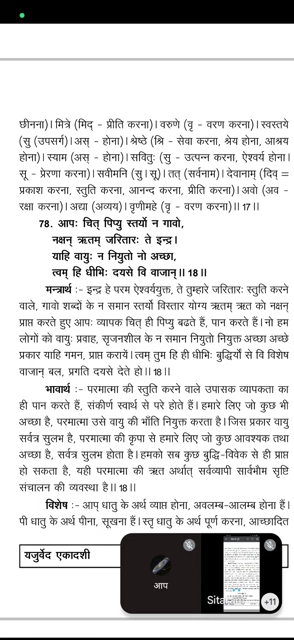 छीनना)। मित्रे (मिद् - प्रीति करना)। वरुणे (वृ - वरण करना)। स्वस्तये
(सु (उपसर्ग)। अस् - होना)। श्रेष्ठे (श्रि - सेवा करना, श्रेय होना, आश्रय
होना)। स्याम (अस् - होना)। सवितुः (सु - उत्पन्न करना, ऐश्वर्य होना।
सू - प्रेरणा करना)। सवीमनि (सु। सू)। तत् (सर्वनाम)। देवानाम् (दिव् =
प्रकाश करना, स्तुति करना, आनन्द करना, प्रीति करना)। अवो (अव -
रक्षा करना)। अद्या (अव्यय)। वृणीमहे (वृ - वरण करना)॥ 17॥
78. आपः चित् पिप्यु स्तर्यो न गावो,
नक्षन् ऋतम् जरितारः ते इन्द्र।
याहि वायुः न नियुतो नो अच्छा,
त्वम् हि धीभिः दयसे वि वाजान्॥ 18॥
मन्त्रार्थ :- इन्द्र हे परम ऐश्वर्ययुक्त, ते तुम्हारे जरितारः स्तुति करने
वाले, गावो शब्दों के न समान स्तर्यो विस्तार योग्य ऋतम् ऋत को नक्षन्
प्राप्त करते हुए आपः व्यापक चित् ही पिप्यु बढते हैं, पान करते हैं। नो हम
लोगों को वायुः प्रवाह, सृजनशील के न समान नियुतो नियुक्त अच्छा अच्छे
प्रकार याहि गमन, प्राप्त करायें। त्वम् तुम हि ही धीभिः बुद्धियों से वि विशेष
वाजान् बल, प्रगति दयसे देते हो॥ 18॥
भावार्थ :- परमात्मा की स्तुति करने वाले उपासक व्यापकता का
ही पान करते हैं, संकीर्ण स्वार्थ से परे होते हैं। हमारे लिए जो कुछ भी
अच्छा है, परमात्मा उसे वायु की भाँति नियुक्त करता है। जिस प्रकार वायु
सर्वत्र सुलभ है, परमात्मा की कृपा से हमारे लिए जो कुछ आवश्यक तथा
अच्छा है, सर्वत्र सुलभ होता है। हमको सब कुछ बुद्धि-विवेक से ही प्राप्त
हो सकता है, यही परमात्मा की ऋत अर्थात् सर्वव्यापी सार्वभौम सृष्टि
संचालन की व्यवस्था है॥ 18॥
विशेष :- आप् धातु के अर्थ व्याप्त होना, अवलम्ब-आलम्ब होना हैं।
पी धातु के अर्थ पीना, सूखना हैं। स्तृ धातु के अर्थ पूर्ण करना, आच्छादित
यजुर्वेद एकादशी
आप
Sita
+11